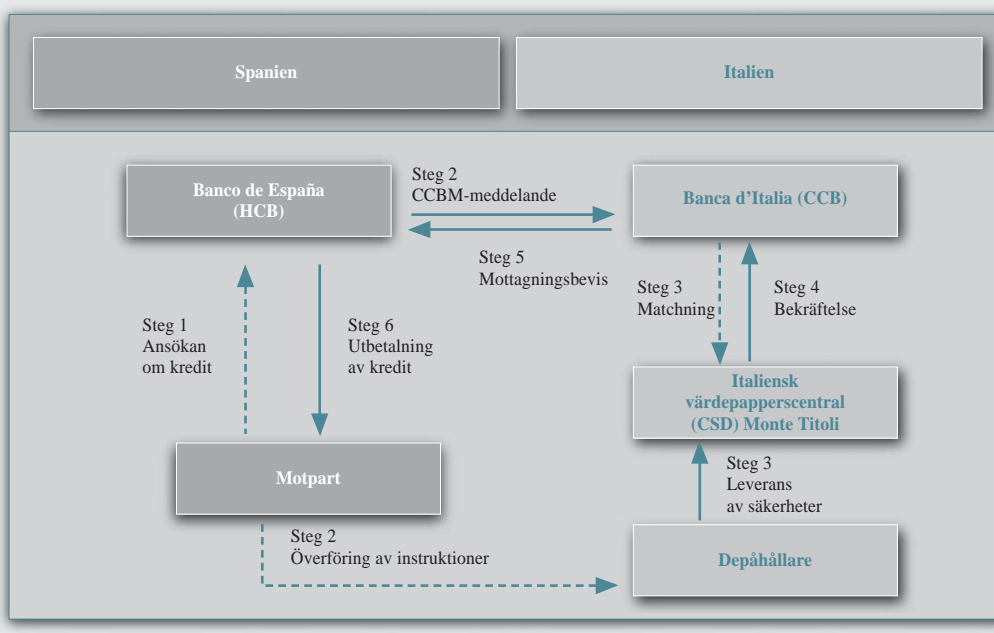 Spanien
Italien
Banco de España
(HCB)
Steg 2
CCBM-meddelande
Banca d’Italia (CCB)
Steg 5
Mottagningsbevis
Steg 3
Matchning
Steg 4
Bekräftelse
Steg 1
Ansökan
om kredit
Steg 6
Utbetalning
av kredit
Italiensk
värdepapperscentral
(CSD) Monte Titoli
Motpart
Steg 3
Leverans
av säkerheter
Steg 2
Överföring av instruktioner
Depåhållare